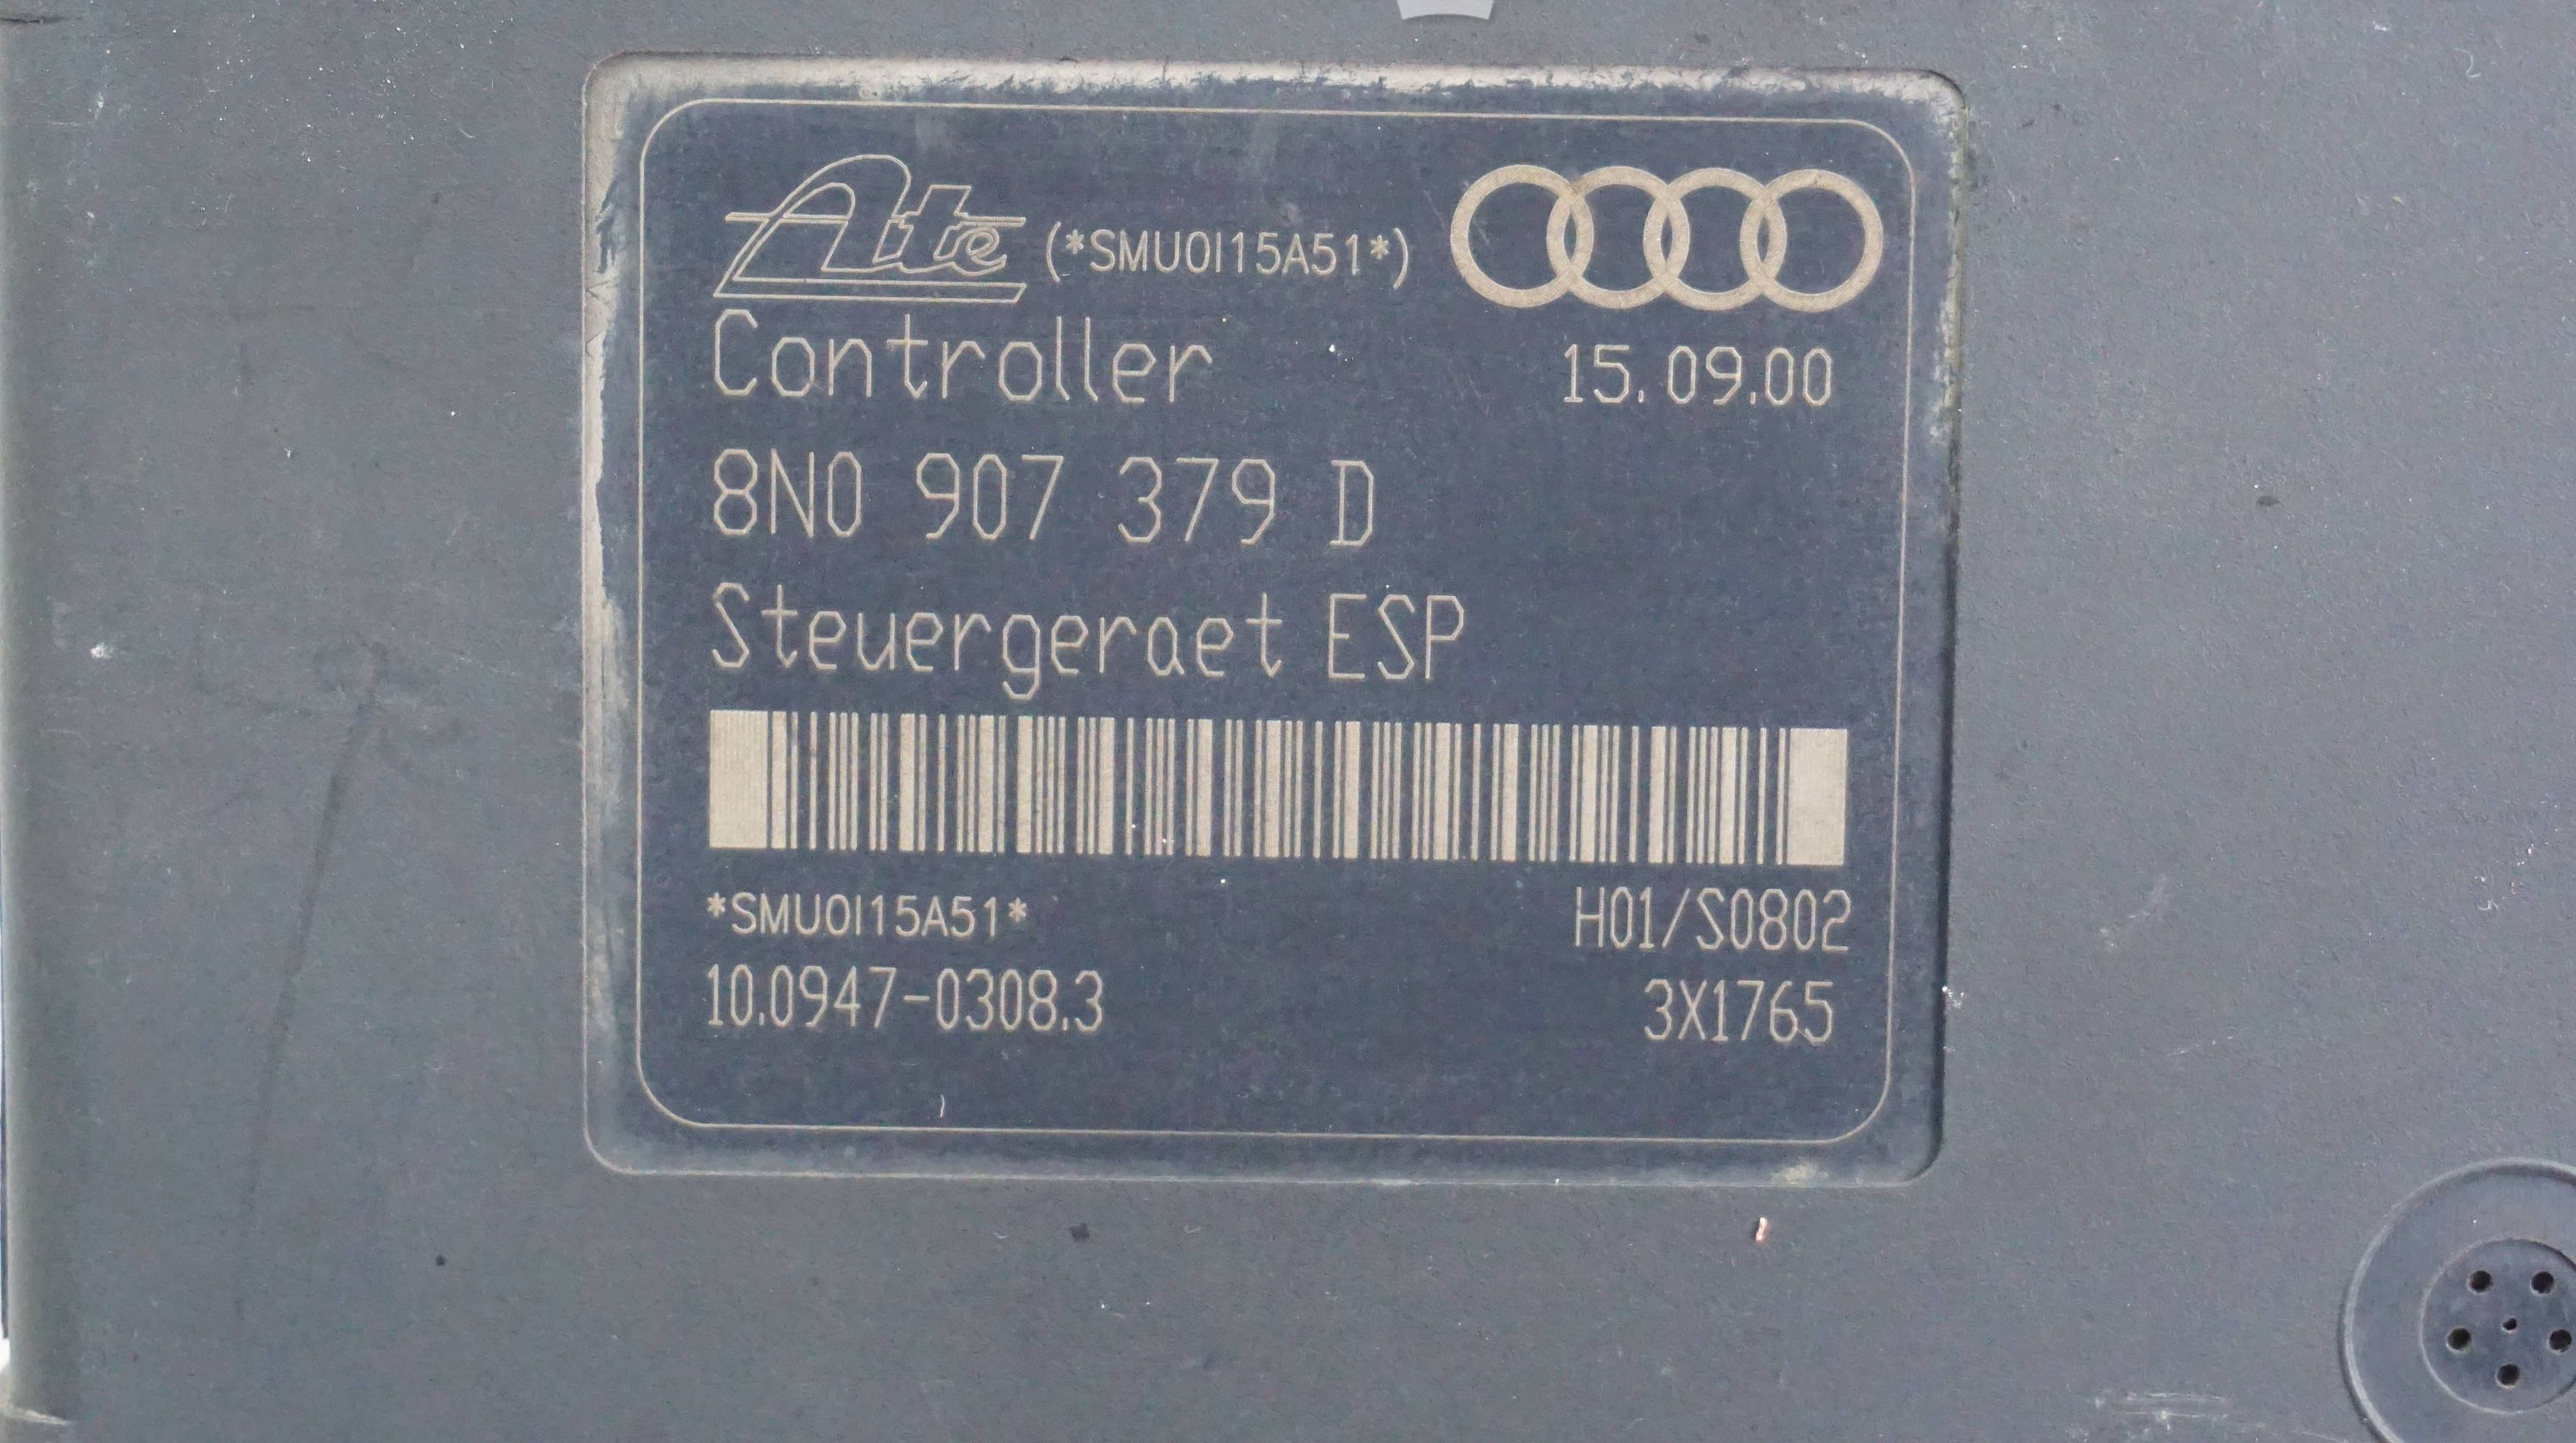 Ate (*SMU0I15A51*)
Controller 15.09.00
8N0 907 379 D
Steuergeraet ESP
*SMU0I15A51* H01/S0802
10.0947-0308.3 3X1765